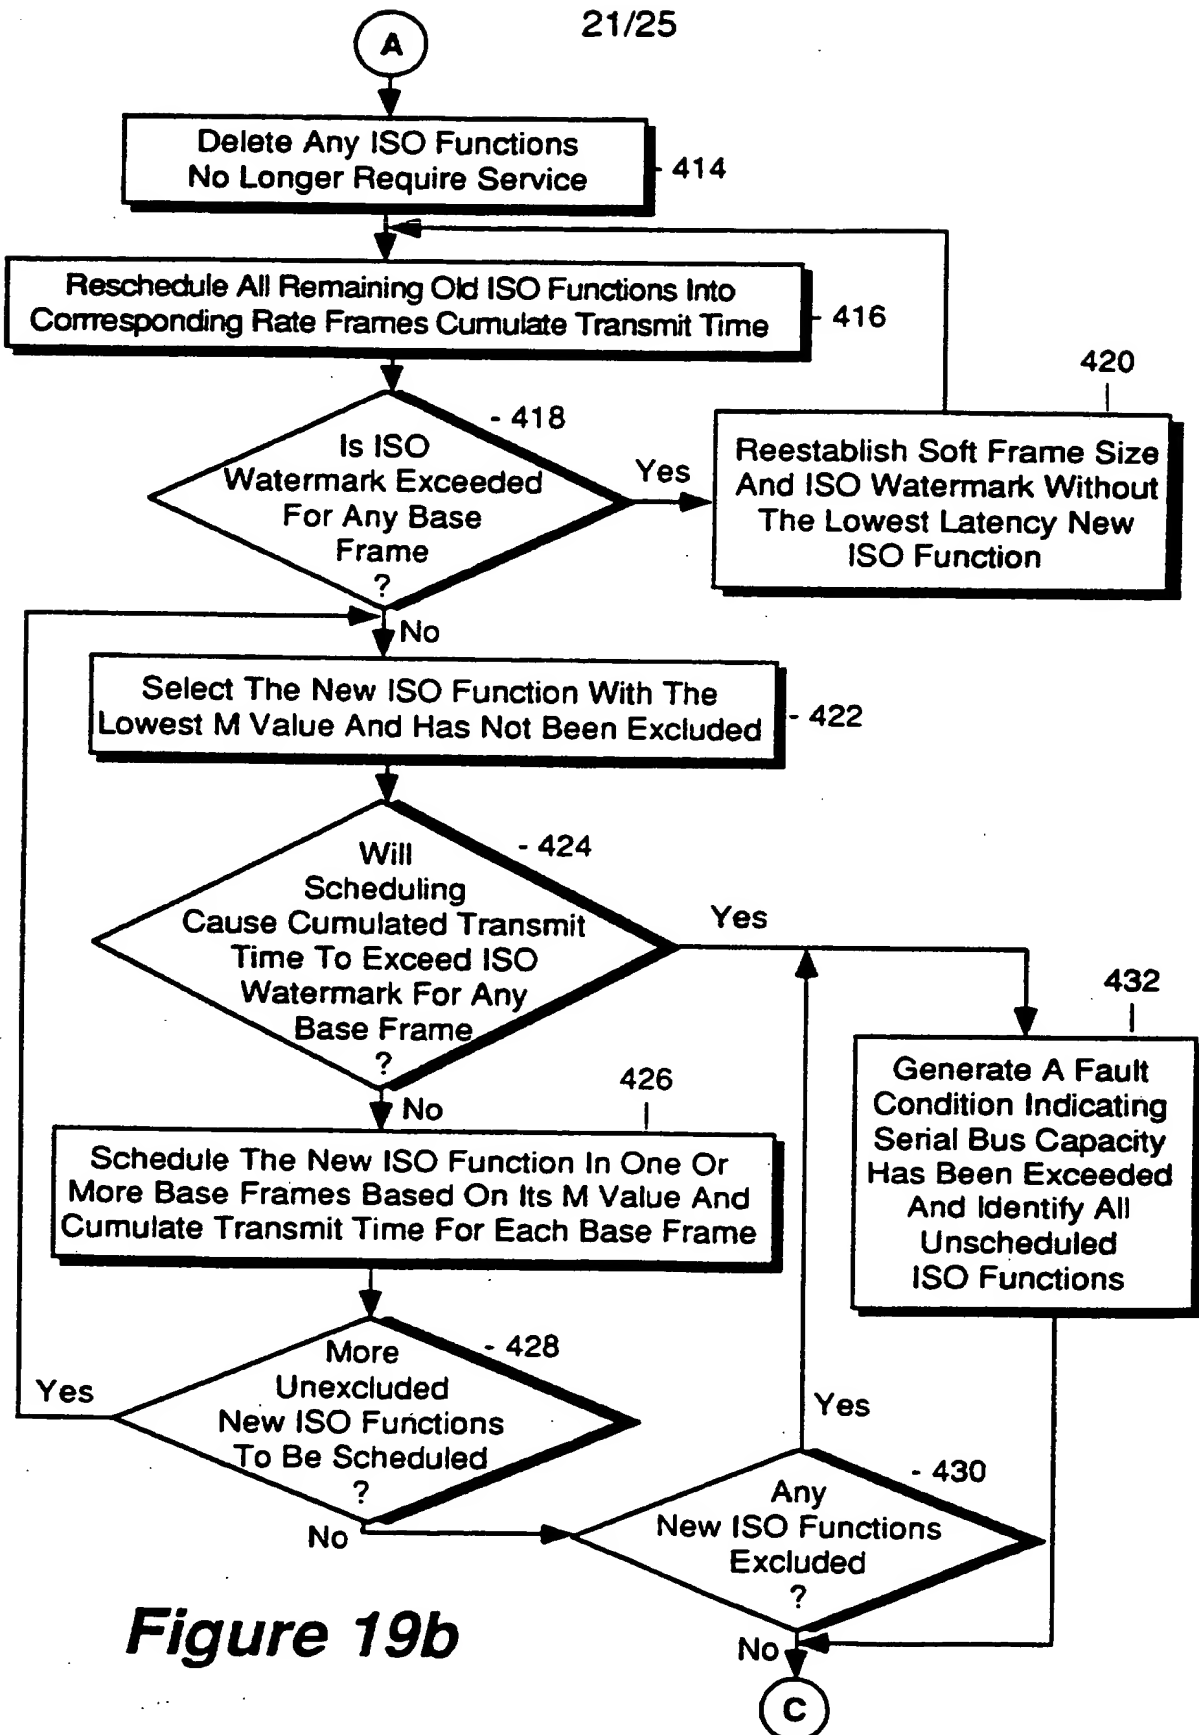 21/25
A
Delete Any ISO Functions
No Longer Require Service
414
Reschedule All Remaining Old ISO Functions Into
Corresponding Rate Frames Cumulate Transmit Time
416
420
418
Is ISO
Watermark Exceeded
For Any Base
Frame
?
Yes
Reestablish Soft Frame Size
And ISO Watermark Without
The Lowest Latency New
ISO Function
No
Select The New ISO Function With The
Lowest M Value And Has Not Been Excluded
422
424
Will
Scheduling
Cause Cumulated Transmit
Time To Exceed ISO
Watermark For Any
Base Frame
?
Yes
432
Generate A Fault
Condition Indicating
Serial Bus Capacity
Has Been Exceeded
And Identify All
Unscheduled
ISO Functions
No
426
Schedule The New ISO Function In One Or
More Base Frames Based On Its M Value And
Cumulate Transmit Time For Each Base Frame
428
More
Unexcluded
New ISO Functions
To Be Scheduled
?
Yes
No
Yes
430
Any
New ISO Functions
Excluded
?
No
C
Figure 19b